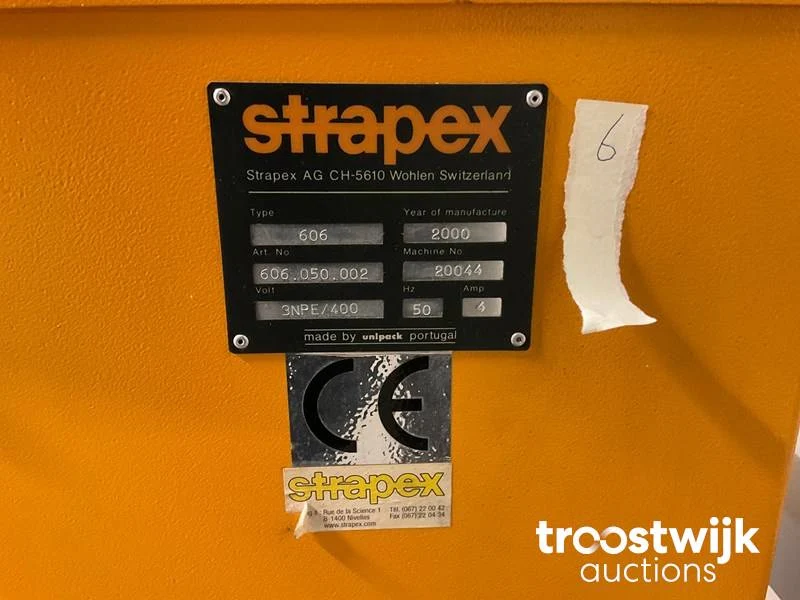 strapex
Strapex AG CH-5610 Wohlen Switzerland
Type
Year of manufacture
606
2000
Art. No
Machine No
606.050.002
20044
Volt
Hz
Amp
3NPE/400
50
4
made by unipack portugal
6
CE
strapex
: Rue de la Science 1 Tél. (067) 22 00 42
B-1400 Nivelles Fax (067) 22 04 34
www.strapex.com
troostwijk
auctions